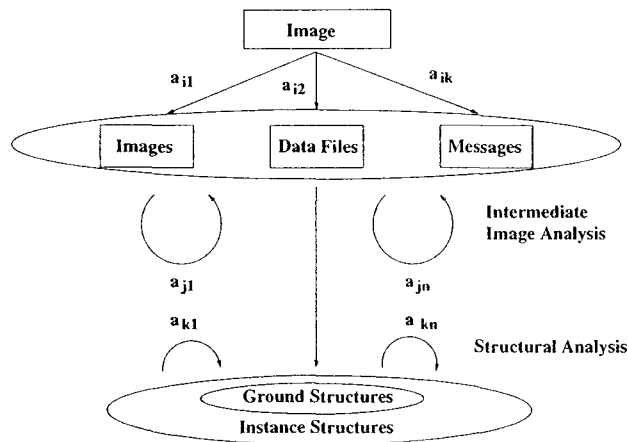 Image
a i1
a i2
a ik
Images
Data Files
Messages
Intermediate
Image Analysis
a j1
a jn
a k1
a kn
Structural Analysis
Ground Structures
Instance Structures